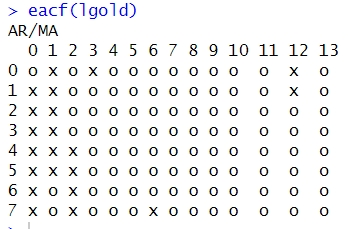 > eacf(lgold)
AR/MA
  0 1 2 3 4 5 6 7 8 9 10 11 12 13
0 o x o x o o o o o o o o x o
1 x x o o o o o o o o o o x o
2 x x o o o o o o o o o o o o
3 x x o o o o o o o o o o o o
4 x x x o o o o o o o o o o o
5 x x x o o o o o o o o o o o
6 x o x o o o o o o o o o o o
7 x o x o o o x o o o o o o o
>